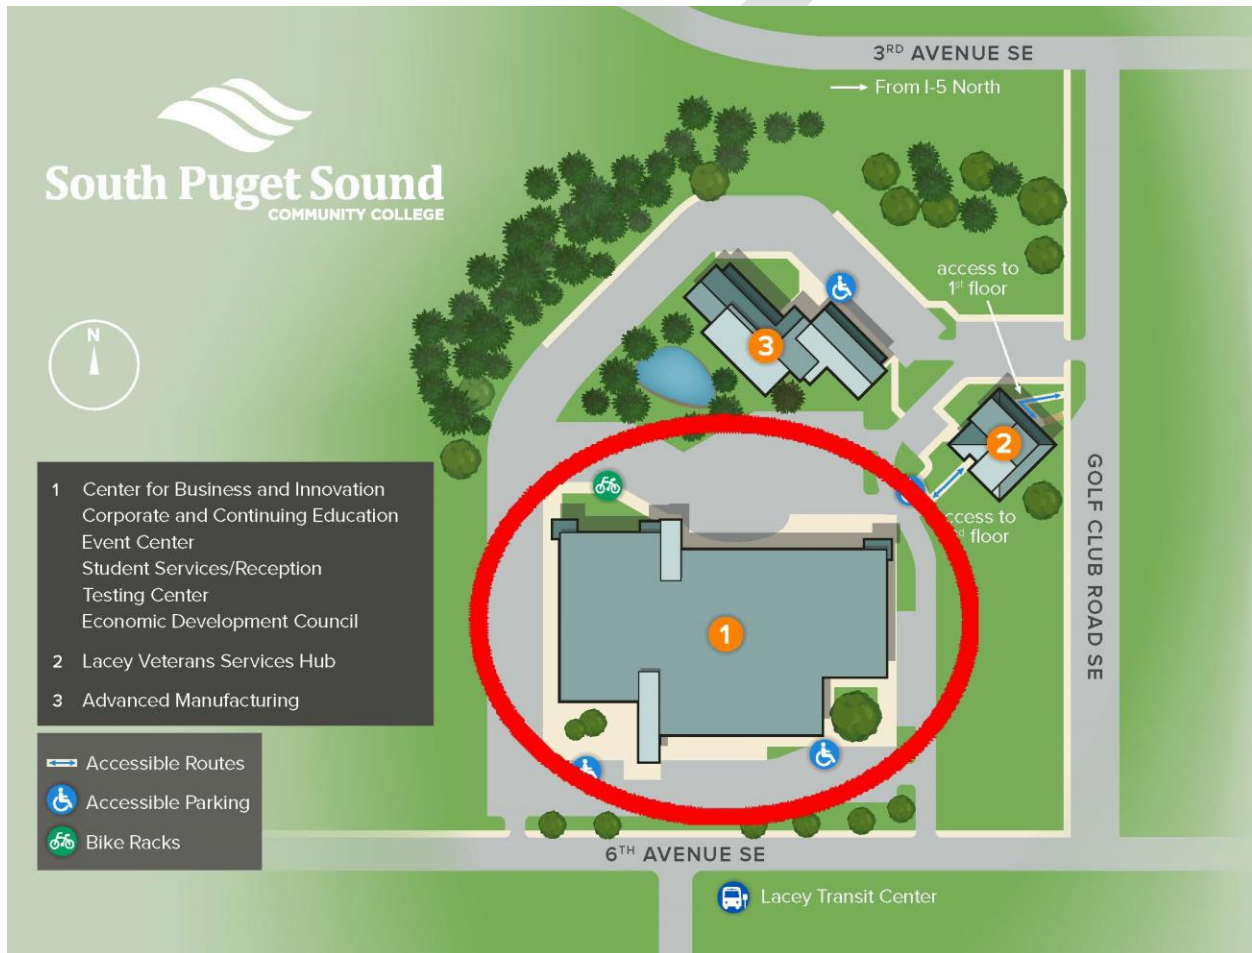 3RD AVENUE SE
From I-5 North
South Puget Sound
COMMUNITY COLLEGE
access to
1st floor
N
3
2
access to
floor
GOLF CLUB ROAD SE
1 Center for Business and Innovation
Corporate and Continuing Education
Event Center
Student Services/Reception
Testing Center
Economic Development Council
2 Lacey Veterans Services Hub
3 Advanced Manufacturing
1
Accessible Routes
Accessible Parking
Bike Racks
6TH AVENUE SE
Lacey Transit Center